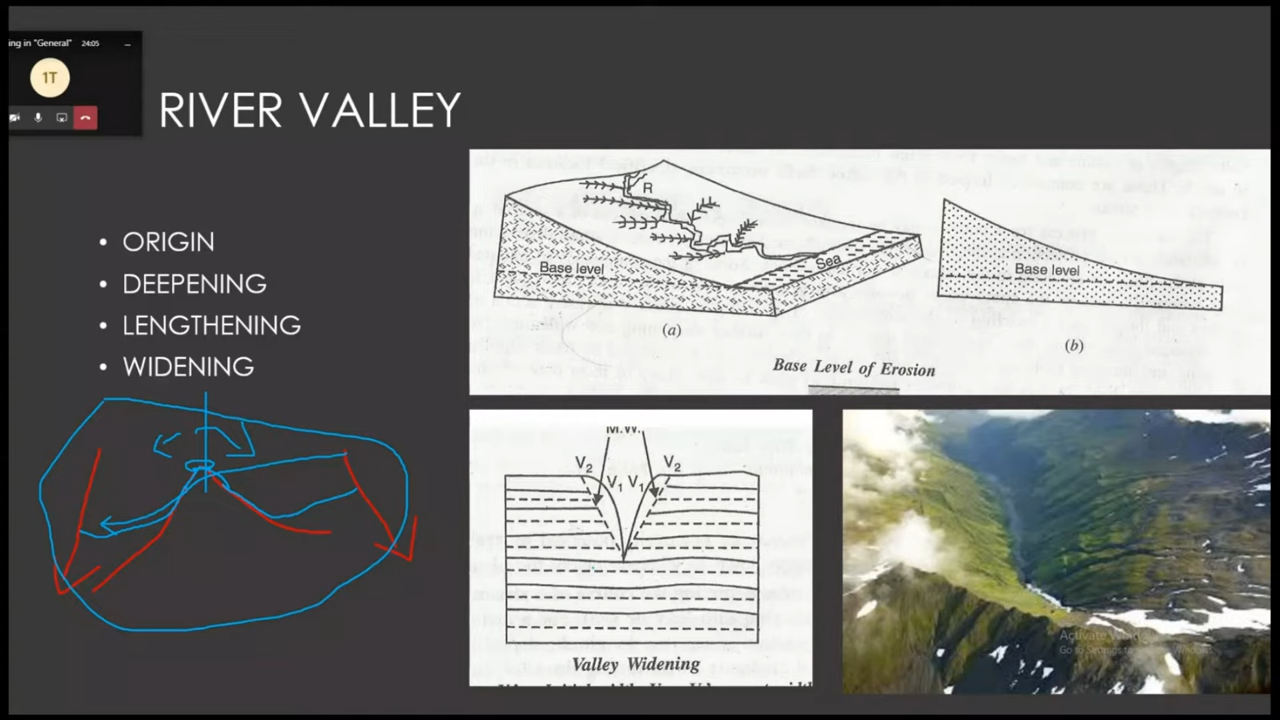 ing in "General" 24:05
1T
RIVER VALLEY
• ORIGIN
• DEEPENING
• LENGTHENING
• WIDENING
R
Base level
Sea
(a)
Base level
(b)
Base Level of Erosion
M.W.
V2 V2
V1 V1
Valley Widening
Activate Windows
Go to Settings to Windows.